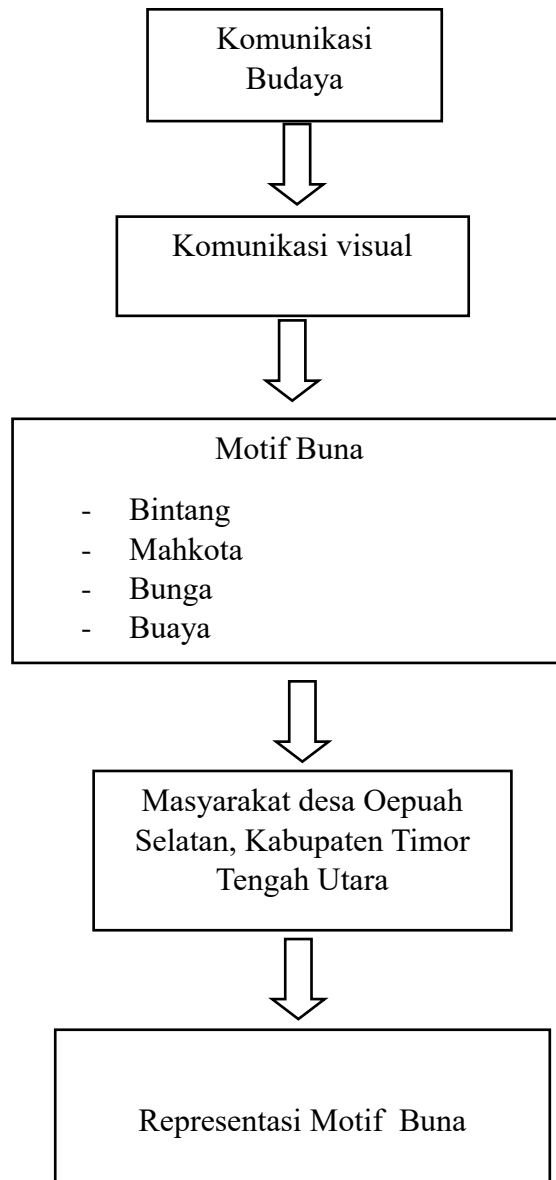 Komunikasi
Budaya
Komunikasi visual
Motif Buna
- Bintang
- Mahkota
- Bunga
- Buaya
Masyarakat desa Oepuah
Selatan, Kabupaten Timor
Tengah Utara
Representasi Motif Buna